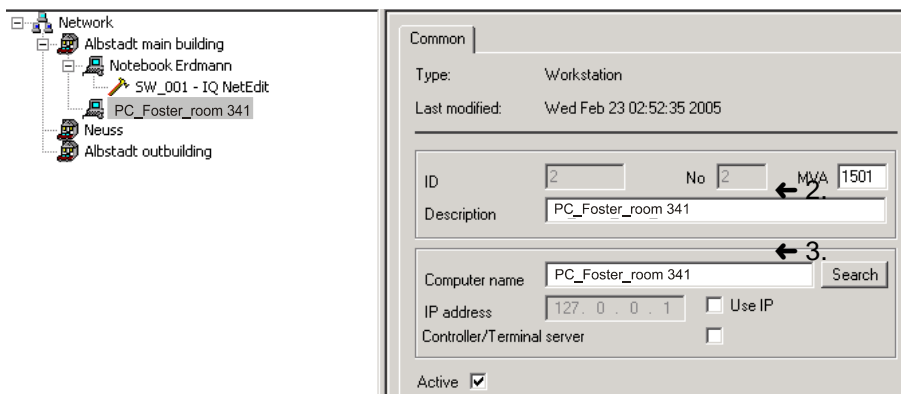 Network
Albstadt main building
Notebook Erdmann
SW_001 - IQ NetEdit
PC_Foster_room 341
Neuss
Albstadt outbuilding
Common
Type: Workstation
Last modified: Wed Feb 23 02:52:35 2005
ID 2 No 2 MVA 1501
← 2.
Description PC_Foster_room 341
← 3.
Computer name PC_Foster_room 341 Search
IP address 127. 0 . 0 . 1 Use IP
Controller/Terminal server
Active